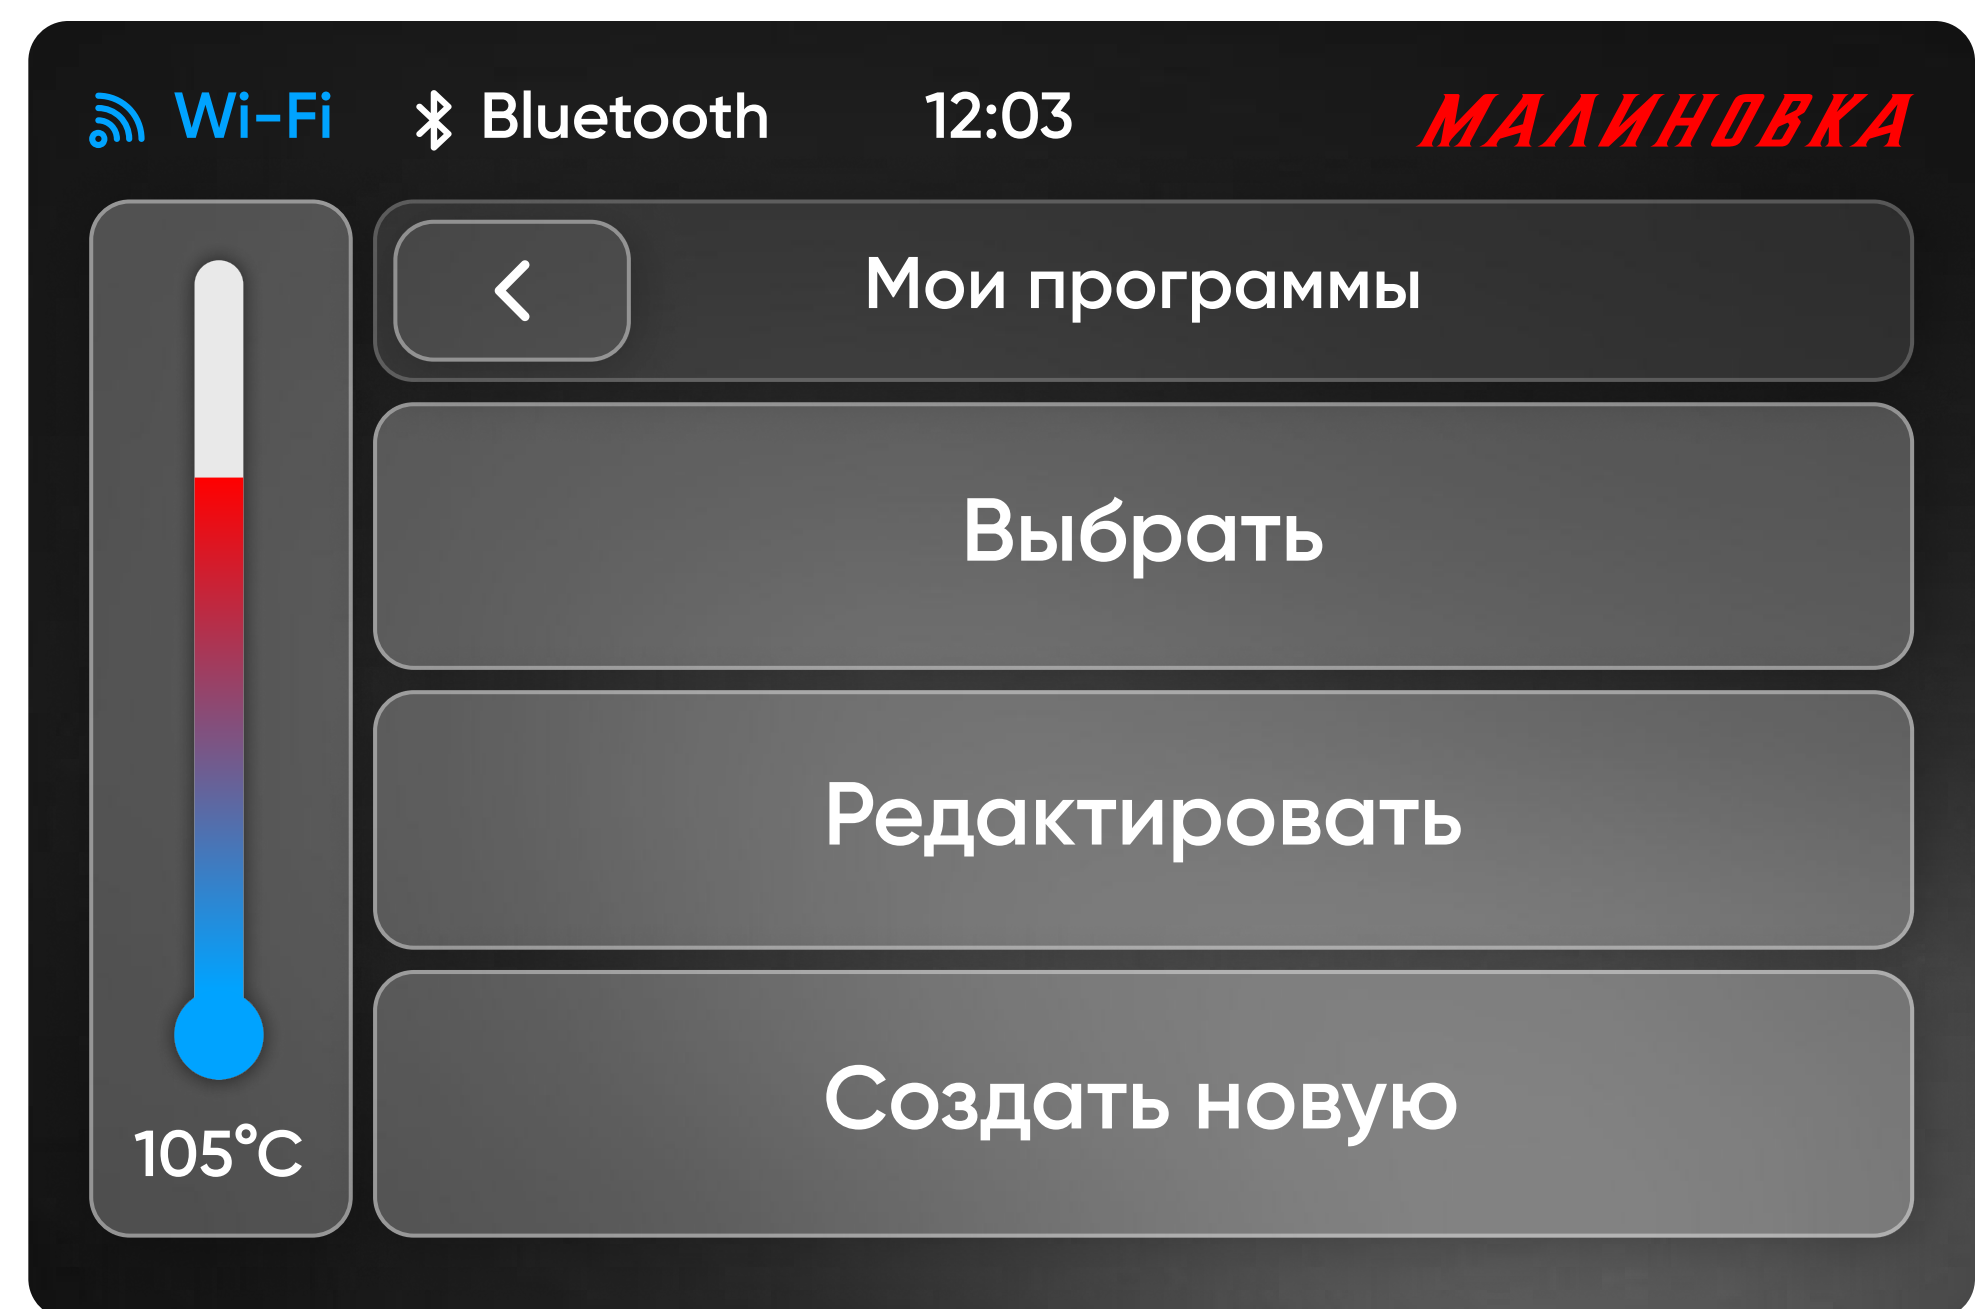 Wi-Fi Bluetooth 12:03 МАЛИНОВКА
Мои программы
Выбрать
Редактировать
Создать новую
105°C